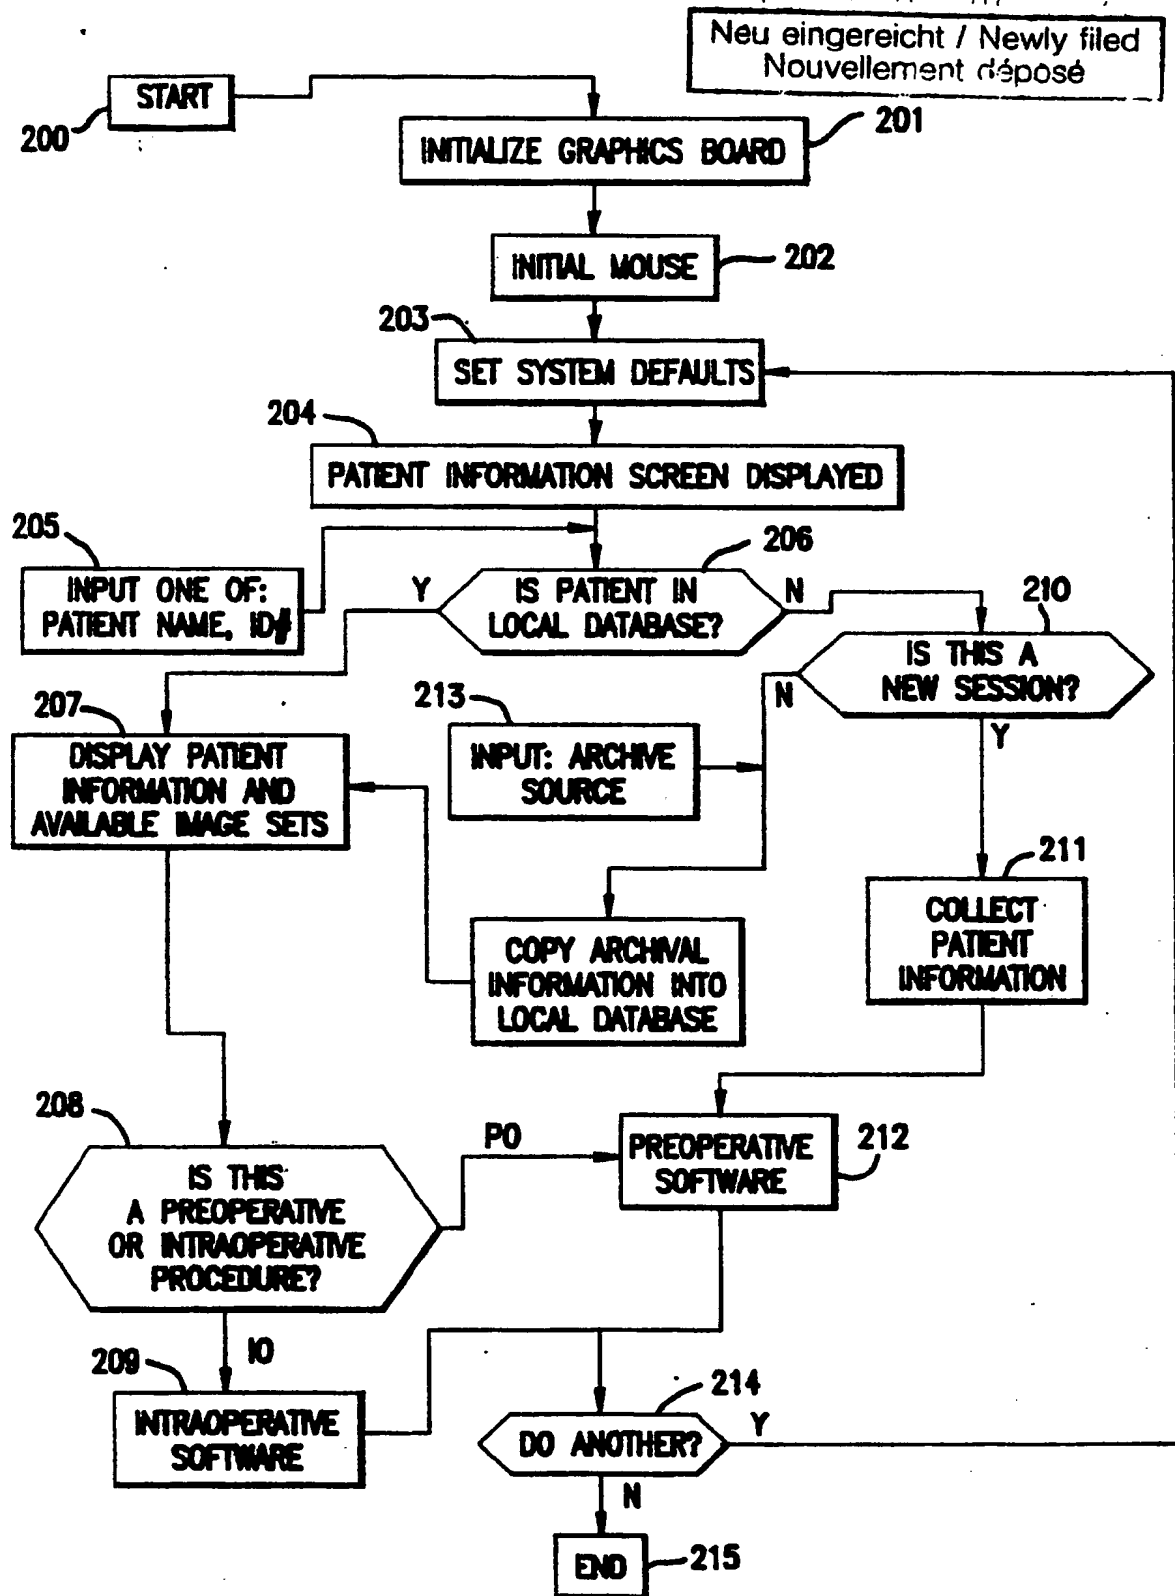 Neu eingereicht / Newly filed
Nouvellement déposé
START
200
201
INITIALIZE GRAPHICS BOARD
INITIAL MOUSE
202
203
SET SYSTEM DEFAULTS
204
PATIENT INFORMATION SCREEN DISPLAYED
205
INPUT ONE OF:
PATIENT NAME, ID#
206
Y
IS PATIENT IN
LOCAL DATABASE?
N
210
IS THIS A
NEW SESSION?
N
Y
207
DISPLAY PATIENT
INFORMATION AND
AVAILABLE IMAGE SETS
213
INPUT: ARCHIVE
SOURCE
211
COLLECT
PATIENT
INFORMATION
COPY ARCHIVAL
INFORMATION INTO
LOCAL DATABASE
208
IS THIS
A PREOPERATIVE
OR INTRAOPERATIVE
PROCEDURE?
PO
PREOPERATIVE
SOFTWARE
212
IO
209
INTRAOPERATIVE
SOFTWARE
214
DO ANOTHER?
Y
N
END
215